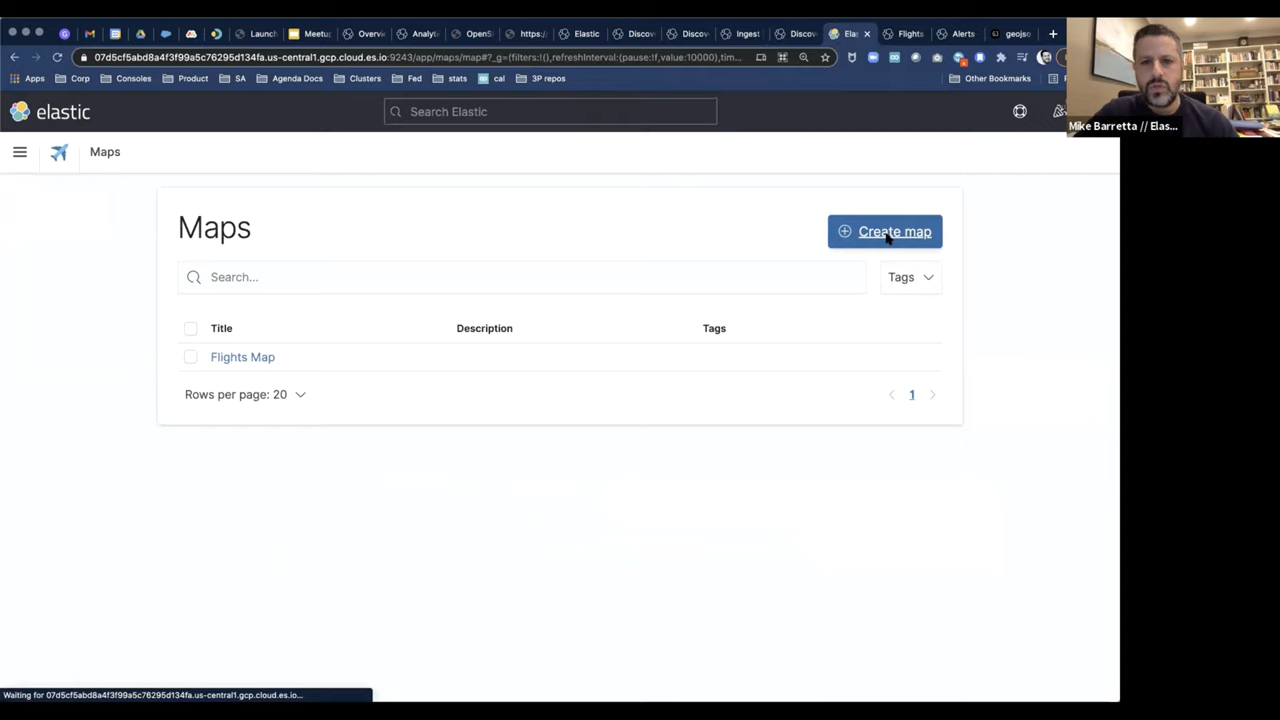 Launch
Meetu
Overvi
Analyt
OpenS
https:/
Elastic
Discov
Discov
Ingest
Discov
Ela
Flights
Alerts
geojso
07d5cf5abd8a4f3f99a5c76295d134fa.us-central1.gcp.cloud.es.io:9243/app/maps/map#?_g=(filters:!(),refreshInterval:(pause:!f,value:10000),tim...
Apps
Corp
Consoles
Product
SA
Agenda Docs
Clusters
Fed
stats
cal
3P repos
Other Bookmarks
elastic
Search Elastic
Mike Barretta // Elas...
Maps
Maps
Create map
Search...
Tags
Title
Description
Tags
Flights Map
Rows per page: 20
1
Waiting for 07d5cf5abd8a4f3f99a5c76295d134fa.us-central1.gcp.cloud.es.io...